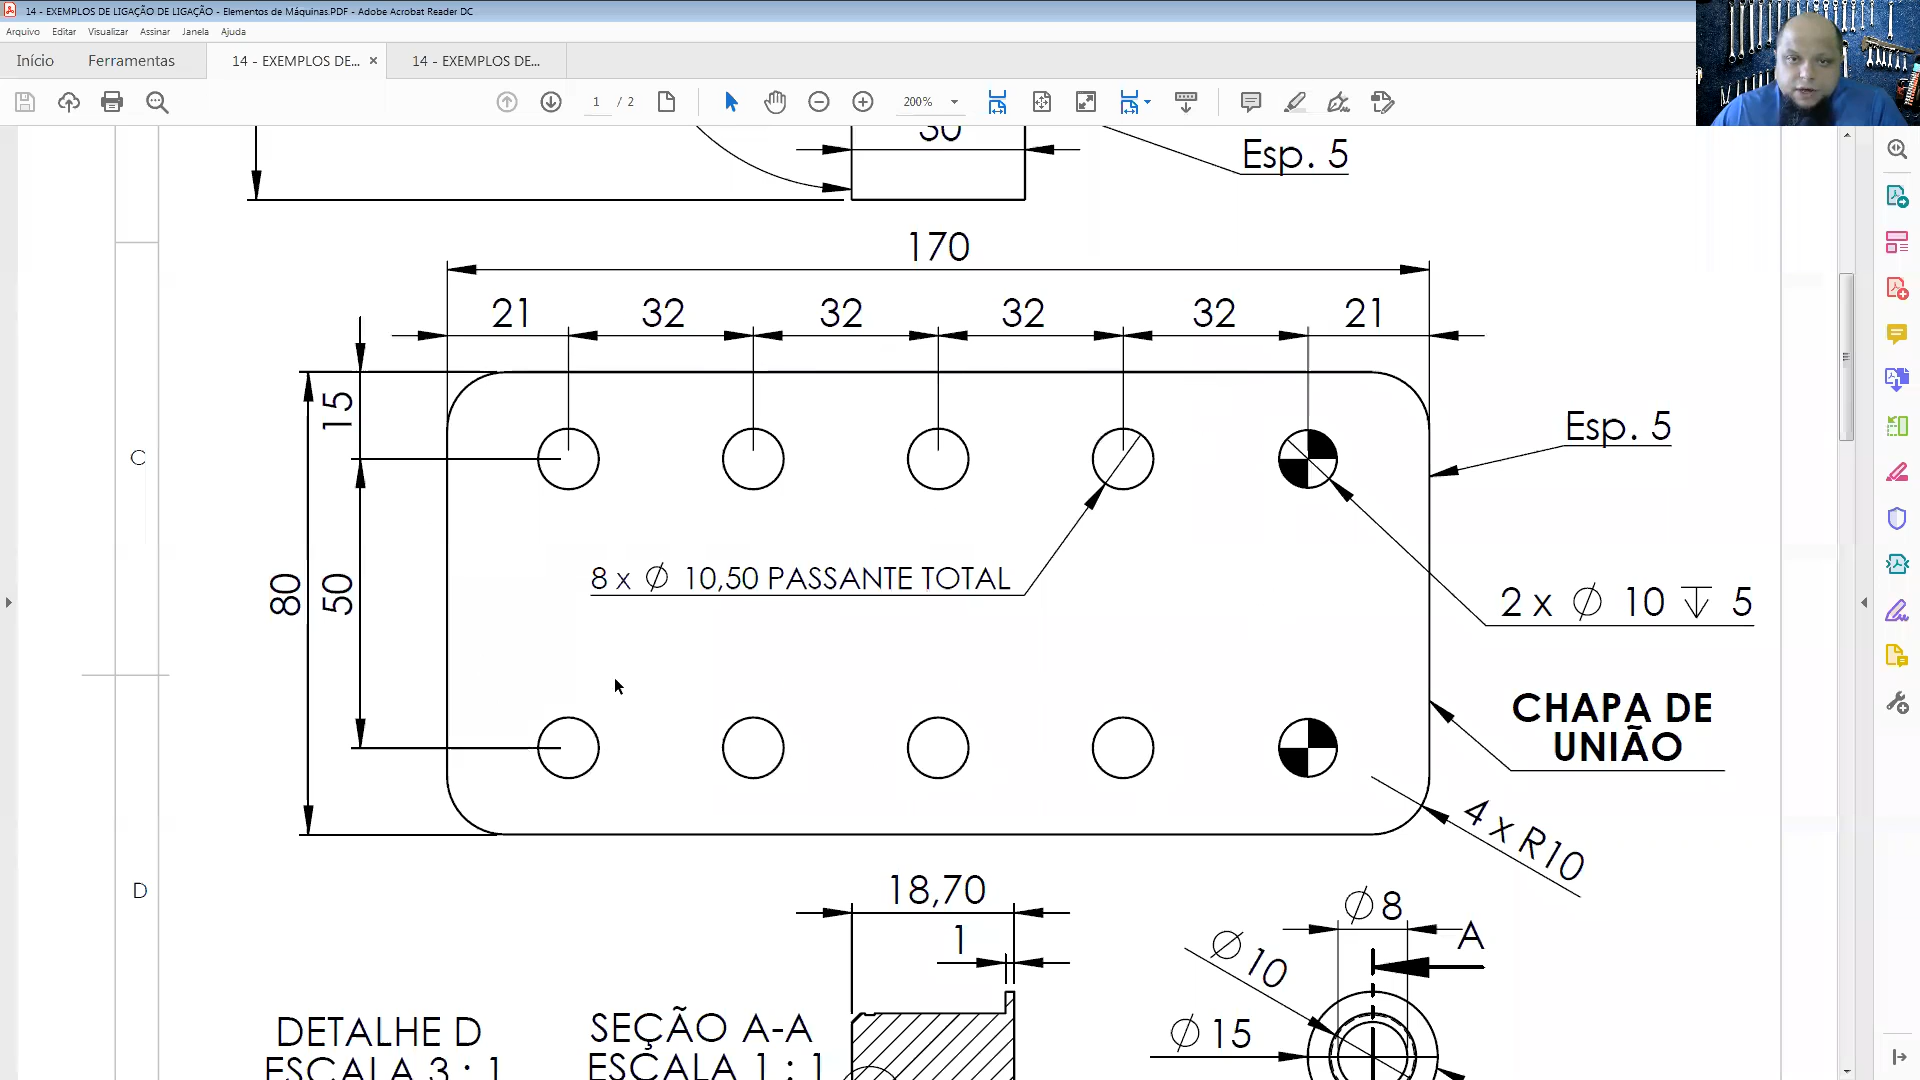 14 - EXEMPLOS DE LIGAÇÃO DE LIGAÇÃO - Elementos de Máquinas.PDF - Adobe Acrobat Reader DC
Arquivo Editar Visualizar Assinar Janela Ajuda
Início Ferramentas 14 - EXEMPLOS DE... × 14 - EXEMPLOS DE...
1 / 2 200%
30
Esp. 5
170
21 32 32 32 32 21
15
C
Esp. 5
80
50
8 x Ø 10,50 PASSANTE TOTAL
2 x Ø 10 ↧ 5
CHAPA DE
UNIÃO
4 x R10
D
18,70
Ø 8
1
A
Ø 10
DETALHE D
ESCALA 3 : 1
SEÇÃO A-A
ESCALA 1 : 1
Ø 15